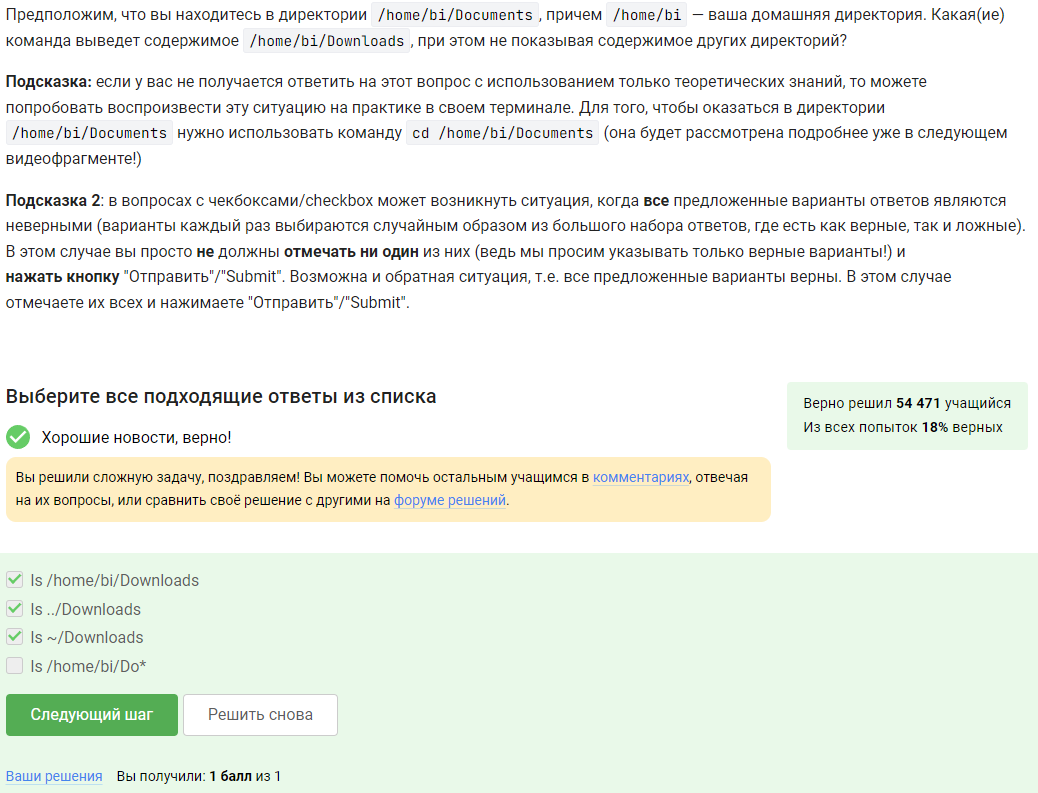 Предположим, что вы находитесь в директории /home/bi/Documents, причем /home/bi — ваша домашняя директория. Какая(ие)
команда выведет содержимое /home/bi/Downloads, при этом не показывая содержимое других директорий?
Подсказка: если у вас не получается ответить на этот вопрос с использованием только теоретических знаний, то можете
попробовать воспроизвести эту ситуацию на практике в своем терминале. Для того, чтобы оказаться в директории
/home/bi/Documents нужно использовать команду cd /home/bi/Documents (она будет рассмотрена подробнее уже в следующем
видеофрагменте!)
Подсказка 2: в вопросах с чекбоксами/checkbox может возникнуть ситуация, когда все предложенные варианты ответов являются
неверными (варианты каждый раз выбираются случайным образом из большого набора ответов, где есть как верные, так и ложные).
В этом случае вы просто не должны отмечать ни один из них (ведь мы просим указывать только верные варианты!) и
нажать кнопку "Отправить"/"Submit". Возможна и обратная ситуация, т.е. все предложенные варианты верны. В этом случае
отмечаете их всех и нажимаете "Отправить"/"Submit".
Выберите все подходящие ответы из списка
Верно решил 54 471 учащийся
Из всех попыток 18% верных
Хорошие новости, верно!
Вы решили сложную задачу, поздравляем! Вы можете помочь остальным учащимся в комментариях, отвечая
на их вопросы, или сравнить своё решение с другими на форуме решений.
ls /home/bi/Downloads
ls ../Downloads
ls ~/Downloads
ls /home/bi/Do*
Следующий шаг
Решить снова
Ваши решения Вы получили: 1 балл из 1